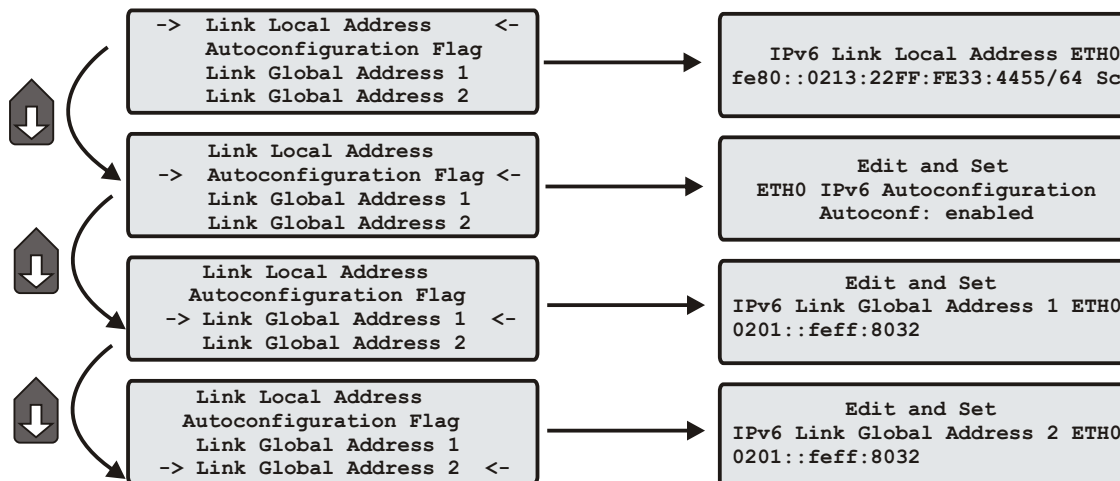 -> Link Local Address <-
Autoconfiguration Flag
Link Global Address 1
Link Global Address 2
IPv6 Link Local Address ETH0
fe80::0213:22FF:FE33:4455/64 Sc
Link Local Address
-> Autoconfiguration Flag <-
Link Global Address 1
Link Global Address 2
Edit and Set
ETH0 IPv6 Autoconfiguration
Autoconf: enabled
Link Local Address
Autoconfiguration Flag
-> Link Global Address 1 <-
Link Global Address 2
Edit and Set
IPv6 Link Global Address 1 ETH0
0201::feff:8032
Link Local Address
Autoconfiguration Flag
Link Global Address 1
-> Link Global Address 2 <-
Edit and Set
IPv6 Link Global Address 2 ETH0
0201::feff:8032